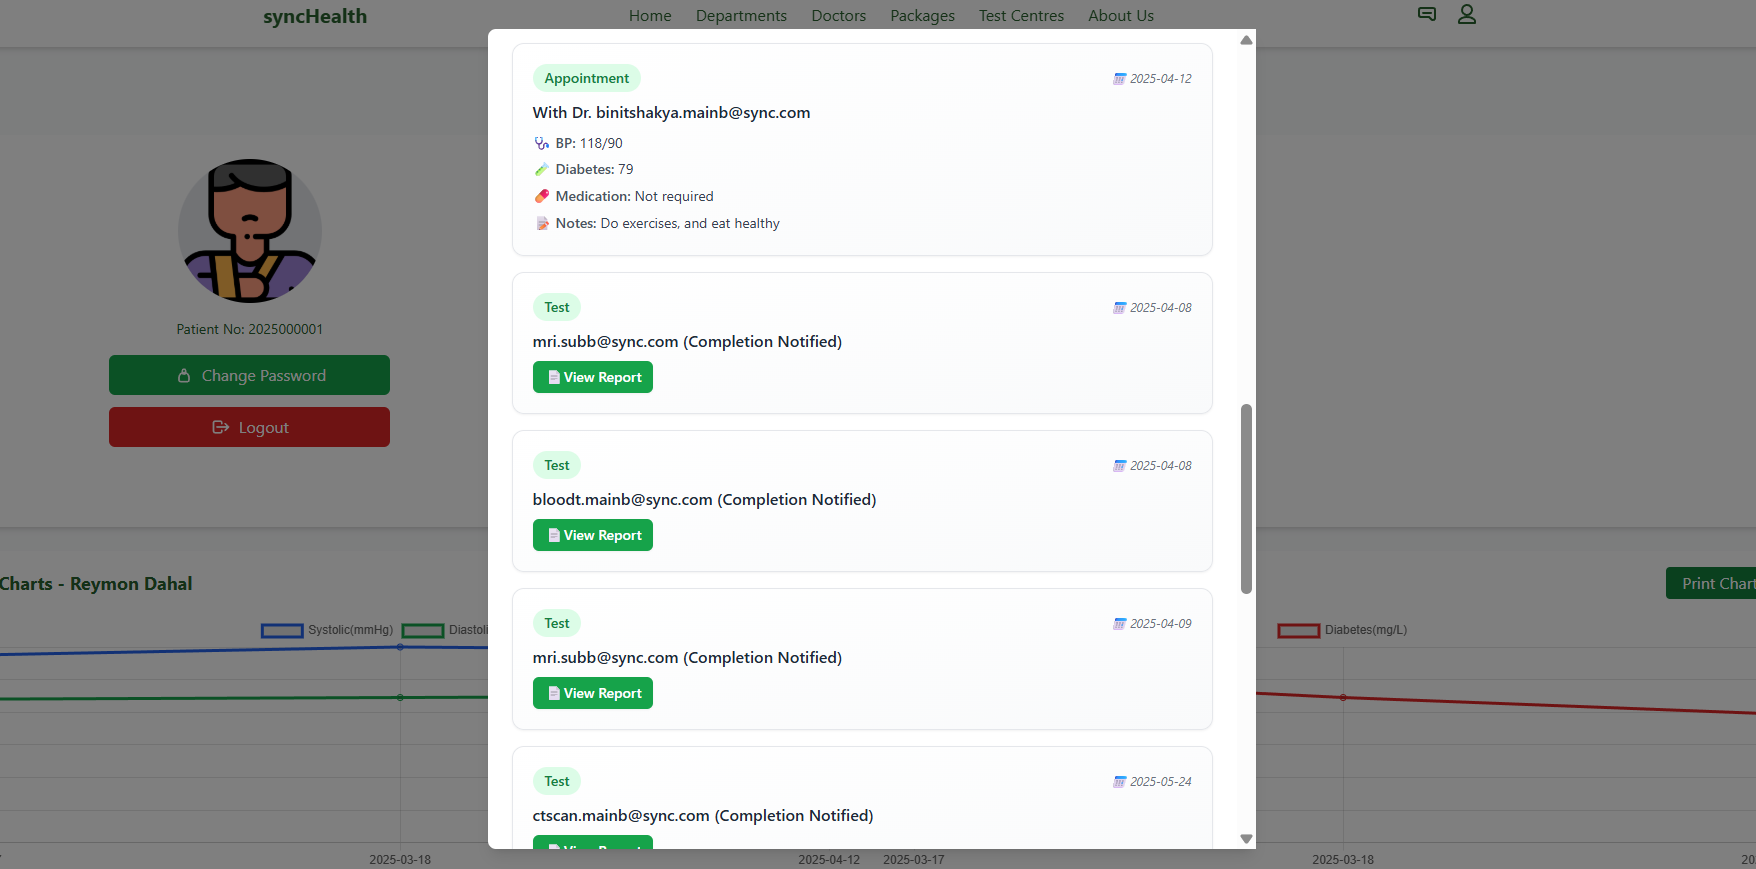 syncHealth
Home Departments Doctors Packages Test Centres About Us
Appointment
2025-04-12
With Dr. binitshakya.mainb@sync.com
BP: 118/90
Diabetes: 79
Medication: Not required
Notes: Do exercises, and eat healthy
Patient No: 2025000001
Change Password
Logout
Test
2025-04-08
mri.subb@sync.com (Completion Notified)
View Report
Test
2025-04-08
bloodt.mainb@sync.com (Completion Notified)
View Report
Test
2025-04-09
mri.subb@sync.com (Completion Notified)
View Report
Test
2025-05-24
ctscan.mainb@sync.com (Completion Notified)
View Report
Charts - Reymon Dahal
Print Chart
Systolic(mmHg)
Diastoli
Diabetes(mg/L)
2025-03-18
2025-04-12
2025-03-17
2025-03-18